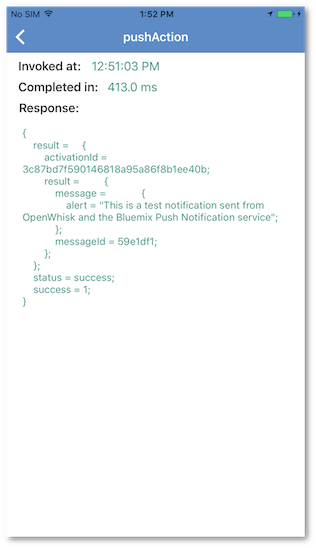 No SIM 1:52 PM
pushAction
Invoked at: 12:51:03 PM
Completed in: 413.0 ms
Response:
{
result = {
activationId =
3c87bd7f590146818a95a86f8b1ee40b;
result = {
message = {
alert = "This is a test notification sent from
OpenWhisk and the Bluemix Push Notification service";
};
messageId = 59e1df1;
};
};
status = success;
success = 1;
}